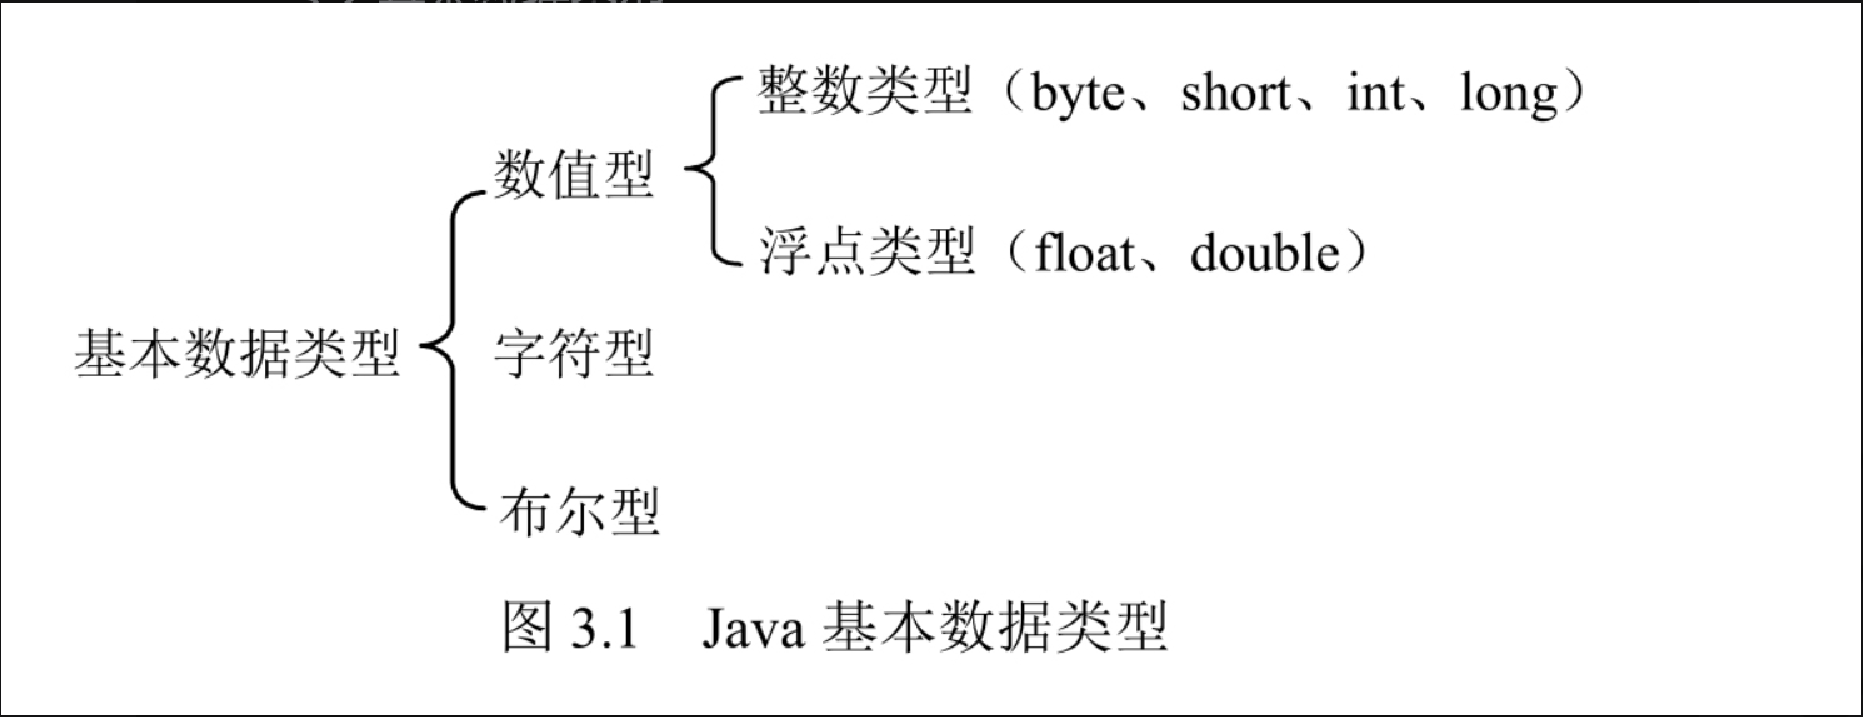 整数类型（byte、short、int、long）
数值型
浮点类型（float、double）
基本数据类型
字符型
布尔型
图 3.1 Java 基本数据类型